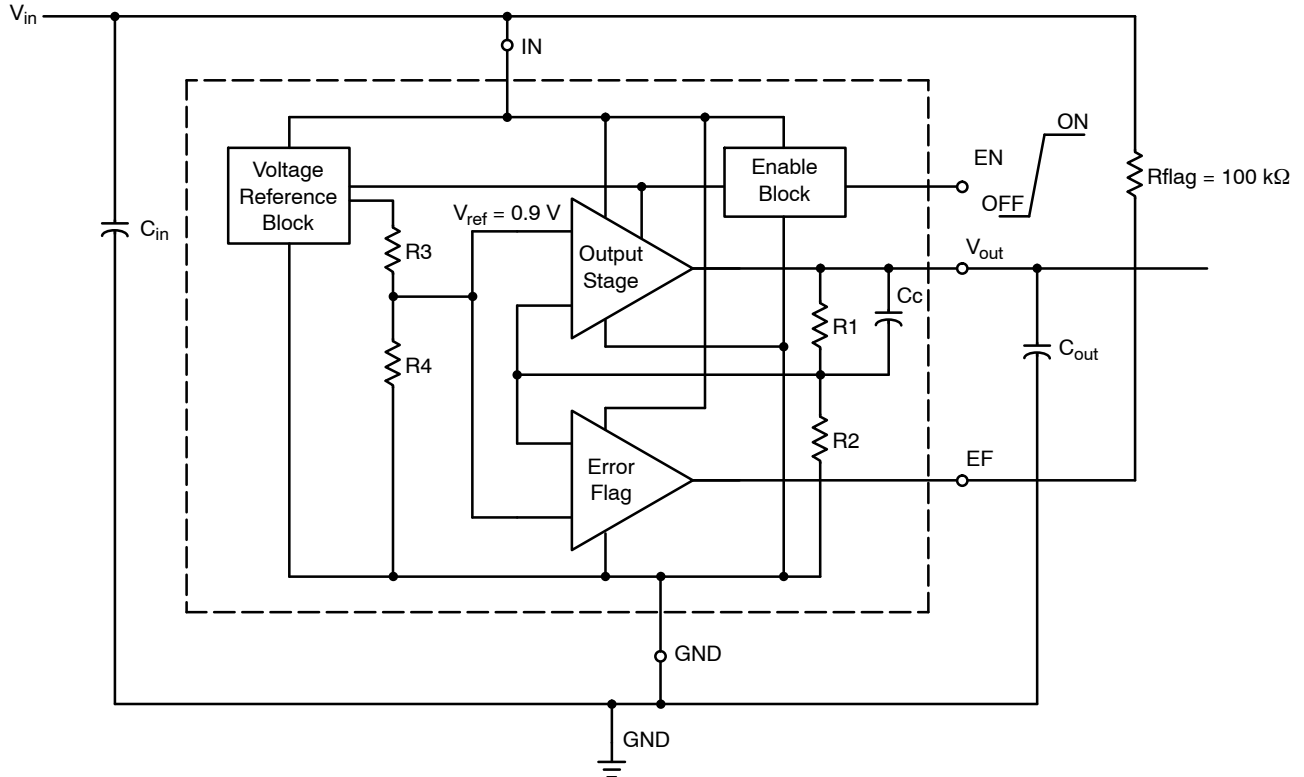 Vin
IN
Voltage
Reference
Block
Enable
Block
EN
ON
OFF
Rflag = 100 kΩ
Cin
R3
Vref = 0.9 V
Output
Stage
Vout
Cc
R1
Cout
R4
R2
Error
Flag
EF
GND
GND